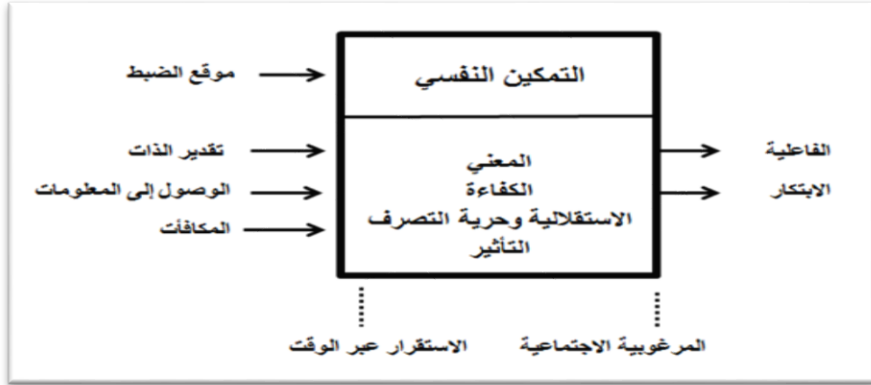 التمكين النفسي
موقع الضبط
تقدير الذات
الوصول إلى المعلومات
المكافأت
المعني
الكفاءة
الاستقلالية وحرية التصرف
التأثير
الفاعلية
الابتكار
الاستقرار عبر الوقت
المرغوبية الاجتماعية